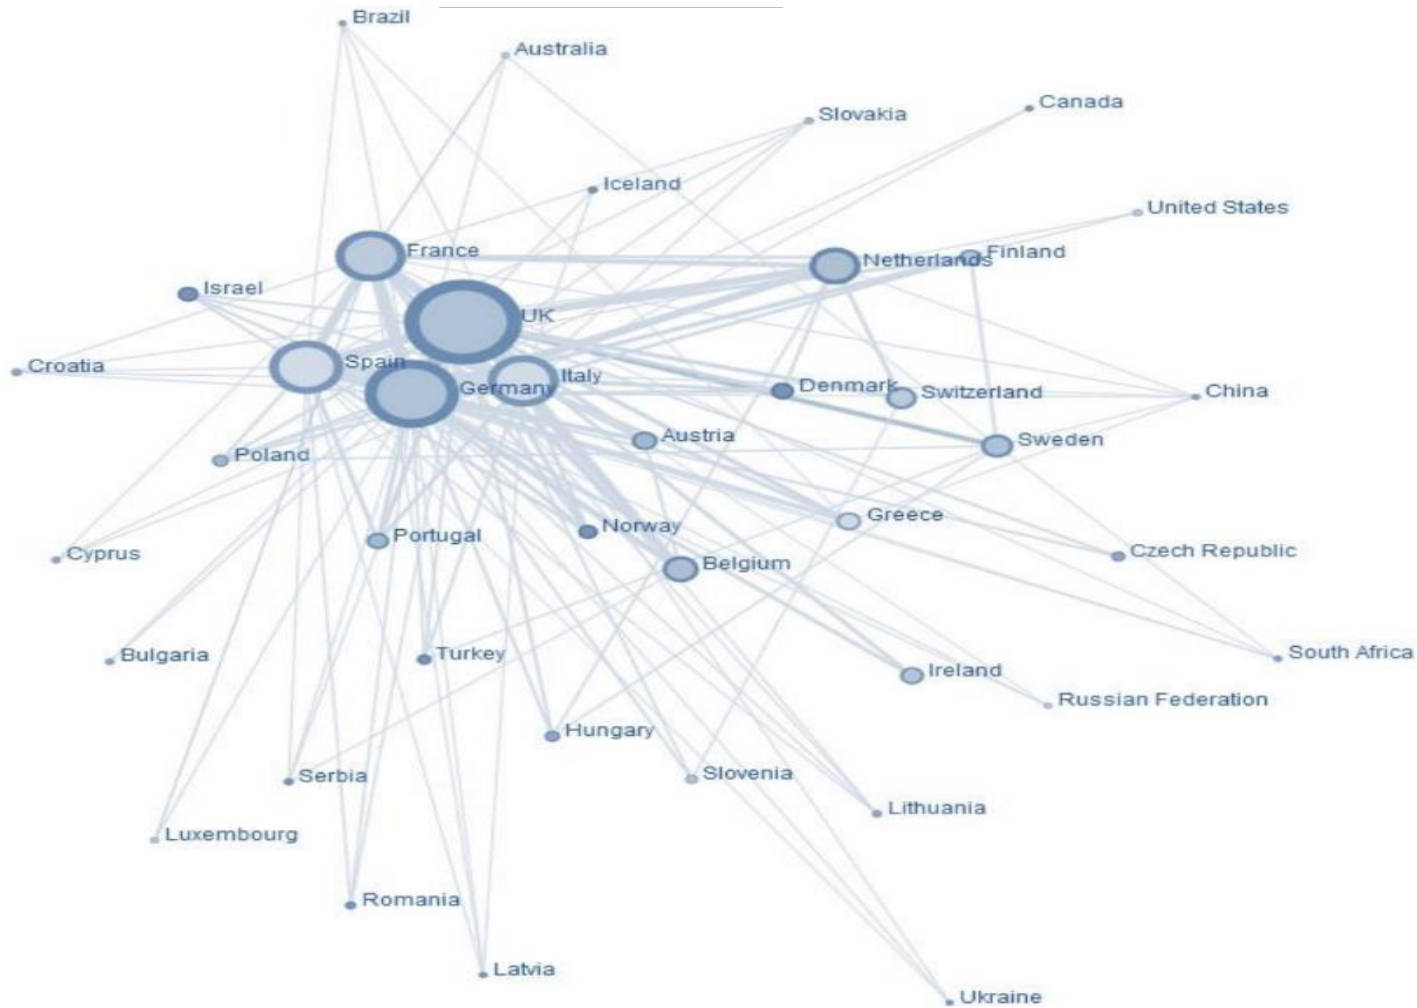 Brazil
Australia
Canada
Slovakia
Iceland
United States
France
Netherlands
Finland
Israel
UK
Croatia
Spain
Germany
Italy
Denmark
Switzerland
China
Poland
Austria
Sweden
Cyprus
Portugal
Norway
Greece
Belgium
Czech Republic
Bulgaria
Turkey
Ireland
South Africa
Russian Federation
Hungary
Serbia
Slovenia
Luxembourg
Lithuania
Romania
Latvia
Ukraine